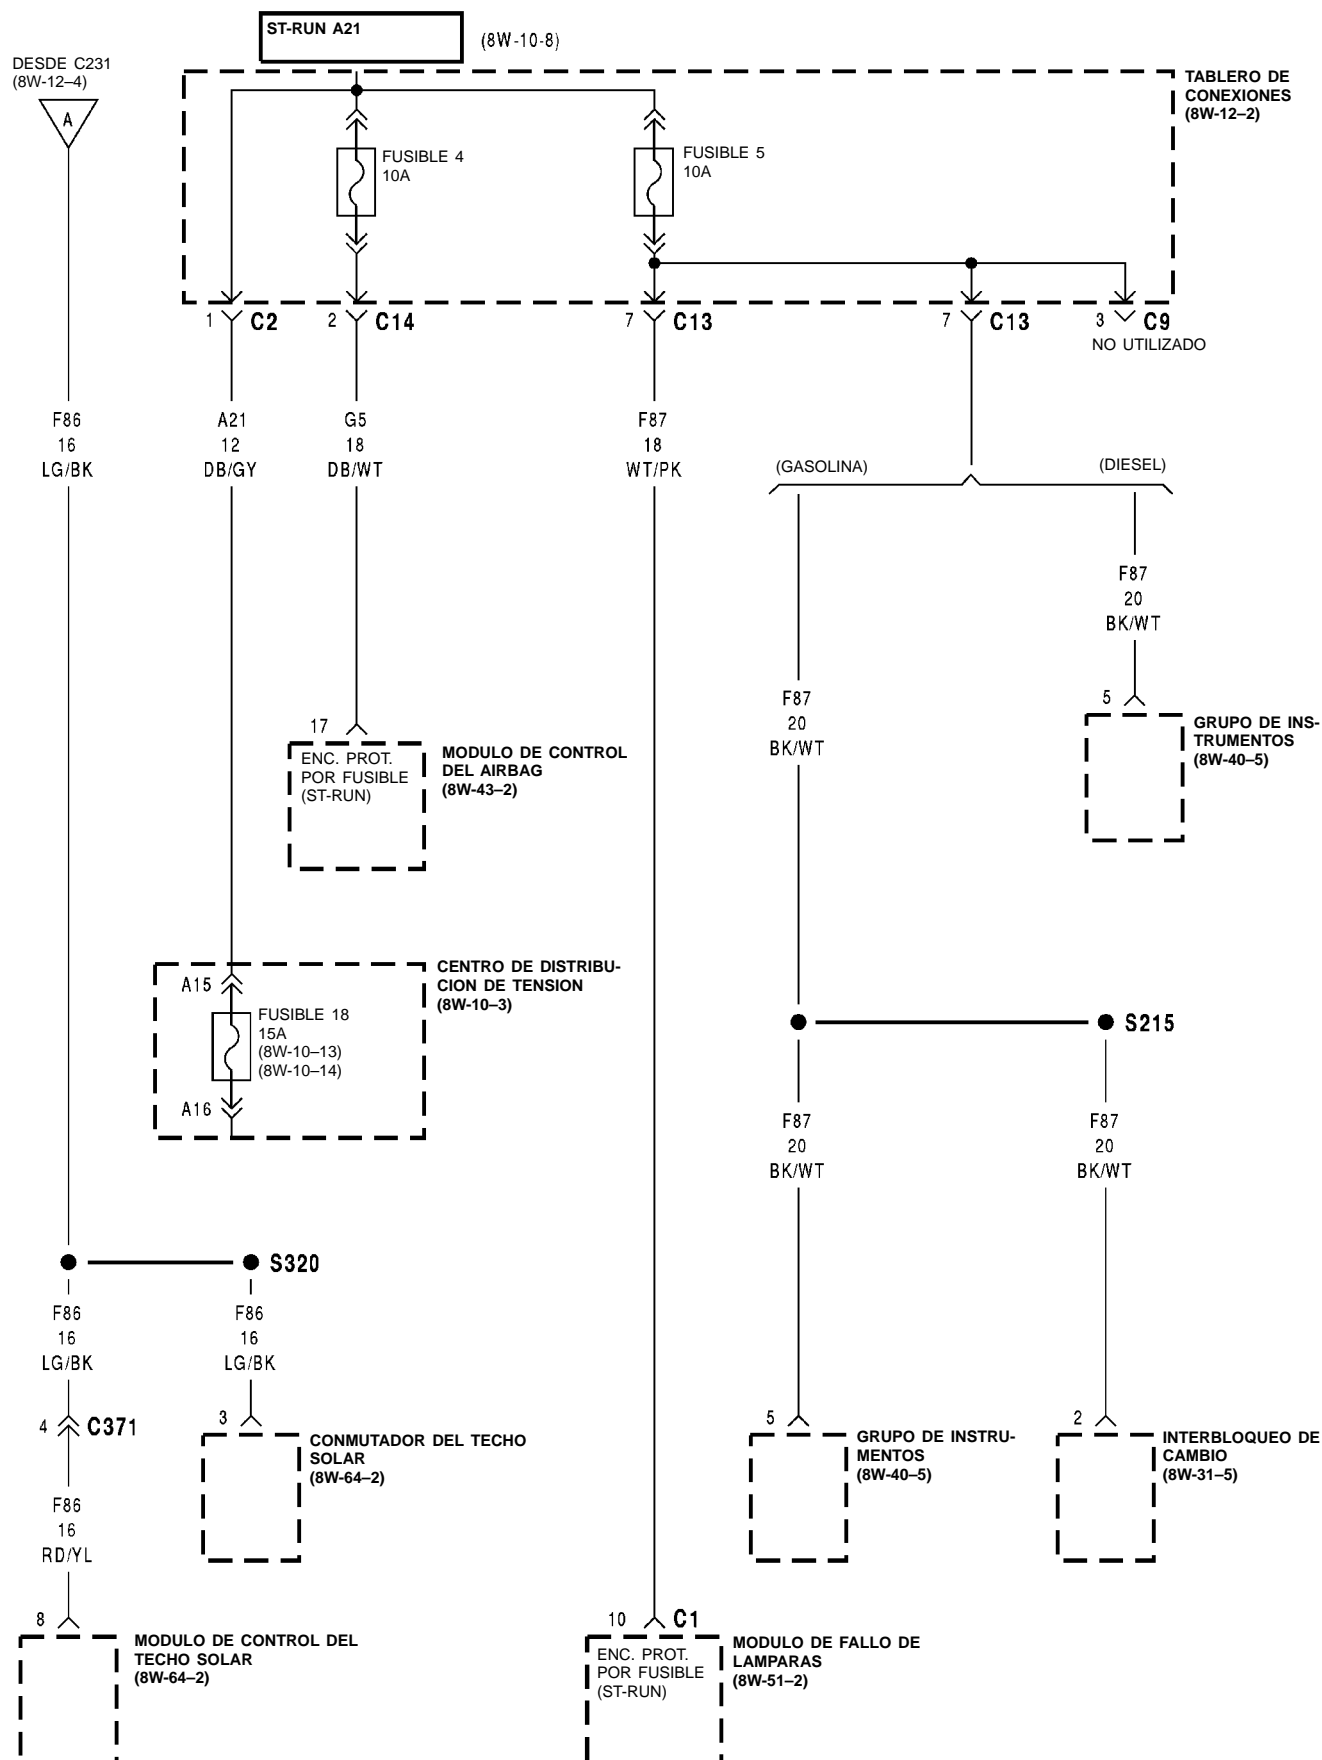 ST-RUN A21
(8W-10-8)
DESDE C231
(8W-12–4)
A
TABLERO DE
CONEXIONES
(8W-12–2)
FUSIBLE 4
10A
FUSIBLE 5
10A
1 C2
2 C14
7 C13
7 C13
3 C9
NO UTILIZADO
F86
16
LG/BK
A21
12
DB/GY
G5
18
DB/WT
F87
18
WT/PK
(GASOLINA)
(DIESEL)
F87
20
BK/WT
5
GRUPO DE INS-
TRUMENTOS
(8W-40–5)
F87
20
BK/WT
17
ENC. PROT.
POR FUSIBLE
(ST-RUN)
MODULO DE CONTROL
DEL AIRBAG
(8W-43–2)
A15
FUSIBLE 18
15A
(8W-10–13)
(8W-10–14)
A16
CENTRO DE DISTRIBU-
CION DE TENSION
(8W-10–3)
S215
F87
20
BK/WT
F87
20
BK/WT
S320
F86
16
LG/BK
F86
16
LG/BK
4 C371
3
CONMUTADOR DEL TECHO
SOLAR
(8W-64–2)
5
GRUPO DE INSTRU-
MENTOS
(8W-40–5)
2
INTERBLOQUEO DE
CAMBIO
(8W-31–5)
F86
16
RD/YL
8
MODULO DE CONTROL DEL
TECHO SOLAR
(8W-64–2)
10 C1
ENC. PROT.
POR FUSIBLE
(ST-RUN)
MODULO DE FALLO DE
LAMPARAS
(8W-51–2)